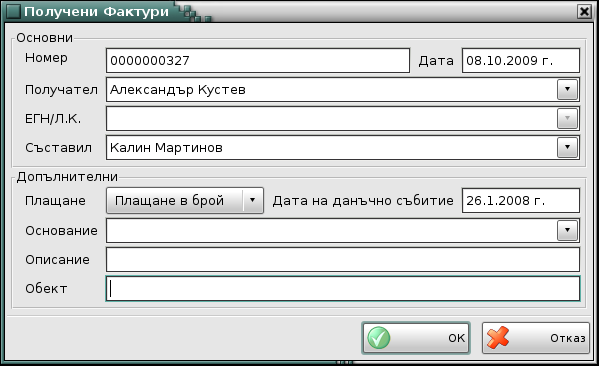 Получени Фактури
Основни
Номер 0000000327 Дата 08.10.2009 г.
Получател Александър Кустев
ЕГН/Л.К.
Съставил Калин Мартинов
Допълнителни
Плащане Плащане в брой Дата на данъчно събитие 26.1.2008 г.
Основание
Описание
Обект
OK Отказ